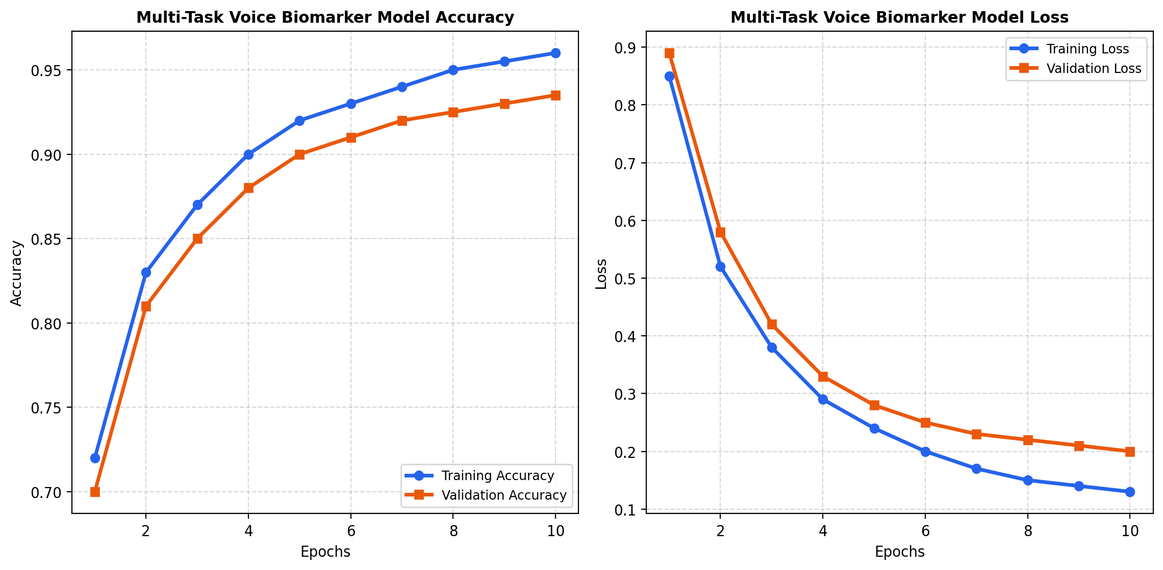 Multi-Task Voice Biomarker Model Accuracy
Accuracy
0.95
0.90
0.85
0.80
0.75
0.70
2 4 6 8 10
Epochs
Training Accuracy
Validation Accuracy
Multi-Task Voice Biomarker Model Loss
Loss
0.9
0.8
0.7
0.6
0.5
0.4
0.3
0.2
0.1
2 4 6 8 10
Epochs
Training Loss
Validation Loss